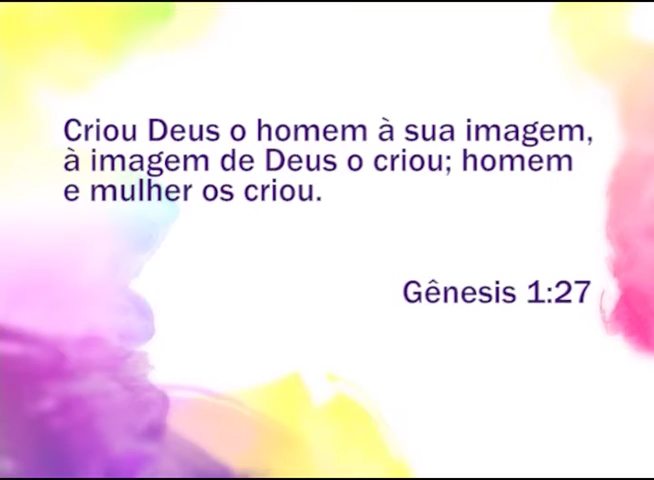 Criou Deus o homem à sua imagem,
à imagem de Deus o criou; homem
e mulher os criou.
Gênesis 1:27